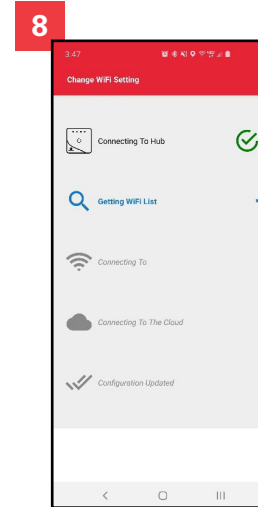 8
3:47
Change WiFi Setting
Connecting To Hub
Getting WiFi List
Connecting To
Connecting To The Cloud
Configuration Updated